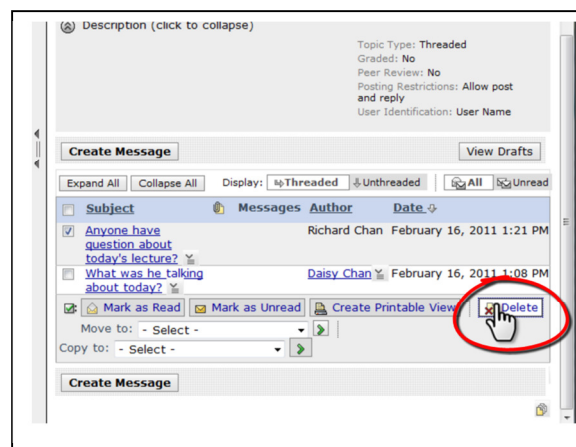 Description (click to collapse)
Topic Type: Threaded
Graded: No
Peer Review: No
Posting Restrictions: Allow post
and reply
User Identification: User Name
Create Message View Drafts
Expand All Collapse All Display: Threaded Unthreaded All Unread
Subject Messages Author Date
Anyone have Richard Chan February 16, 2011 1:21 PM
question about
today's lecture?
What was he talking Daisy Chan February 16, 2011 1:08 PM
about today?
Mark as Read Mark as Unread Create Printable View Delete
Move to: - Select -
Copy to: - Select -
Create Message